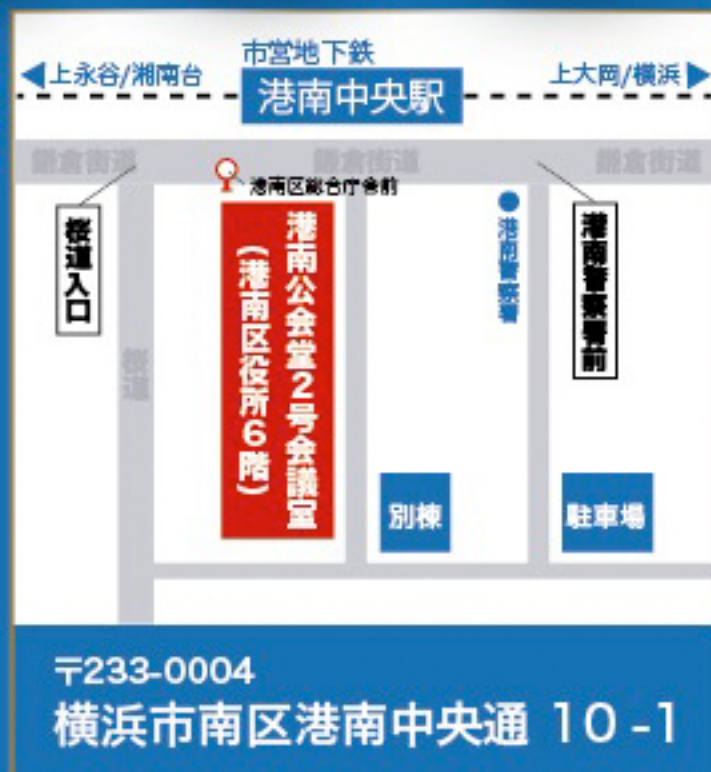 市営地下鉄
◀上永谷/湘南台
港南中央駅
上大岡/横浜▶
鎌倉街道
鎌倉街道
鎌倉街道
港南区総合庁舎前
桜道入口
桜道
港南公会堂2号会議室
(港南区役所6階)
港南警察署
港南警察署前
別棟
駐車場
〒233-0004
横浜市南区港南中央通 10 -1